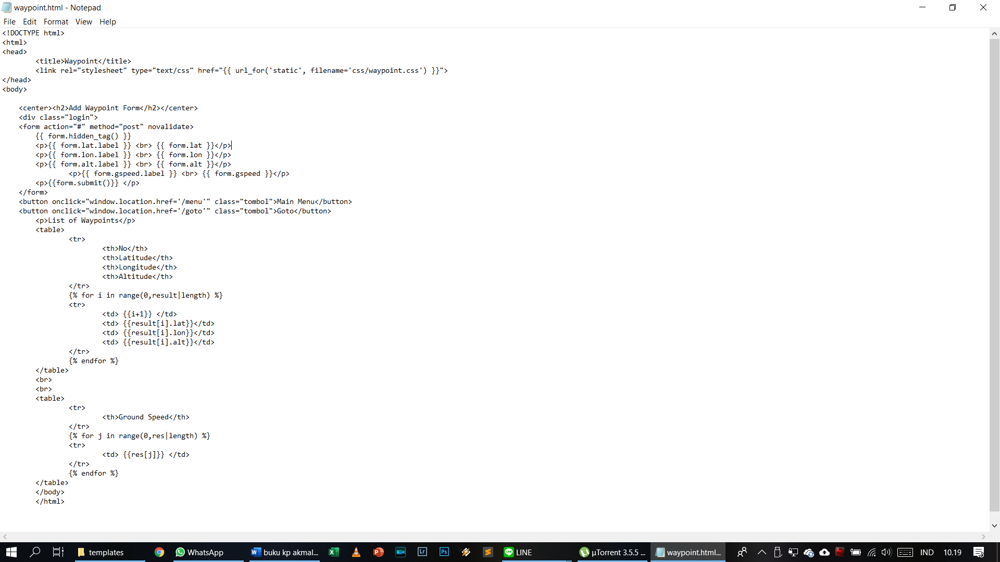 waypoint.html - Notepad
File Edit Format View Help
<!DOCTYPE html>
<html>
<head>
        <title>Waypoint</title>
        <link rel="stylesheet" type="text/css" href="{{ url_for('static', filename='css/waypoint.css') }}">
</head>
<body>

    <center><h2>Add Waypoint Form</h2></center>
    <div class="login">
    <form action="#" method="post" novalidate>
        {{ form.hidden_tag() }}
        <p>{{ form.lat.label }} <br> {{ form.lat }}</p>
        <p>{{ form.lon.label }} <br> {{ form.lon }}</p>
        <p>{{ form.alt.label }} <br> {{ form.alt }}</p>
                <p>{{ form.gspeed.label }} <br> {{ form.gspeed }}</p>
        <p>{{form.submit()}} </p>
    </form>
    <button onclick="window.location.href='/menu'" class="tombol">Main Menu</button>
    <button onclick="window.location.href='/goto'" class="tombol">Goto</button>
        <p>List of Waypoints</p>
        <table>
                <tr>
                        <th>No</th>
                        <th>Latitude</th>
                        <th>Longitude</th>
                        <th>Altitude</th>
                </tr>
                {% for i in range(0,result|length) %}
                <tr>
                        <td> {{i+1}} </td>
                        <td> {{result[i].lat}}</td>
                        <td> {{result[i].lon}}</td>
                        <td> {{result[i].alt}}</td>
                </tr>
                {% endfor %}
        </table>
        <br>
        <br>
        <table>
                <tr>
                        <th>Ground Speed</th>
                </tr>
                {% for j in range(0,res|length) %}
                <tr>
                        <td> {{res[j]}} </td>
                </tr>
                {% endfor %}
        </table>
        </body>
        </html>
templates WhatsApp buku kp akmal... Lr Ps LINE µTorrent 3.5.5 ... waypoint.html... IND 10.19